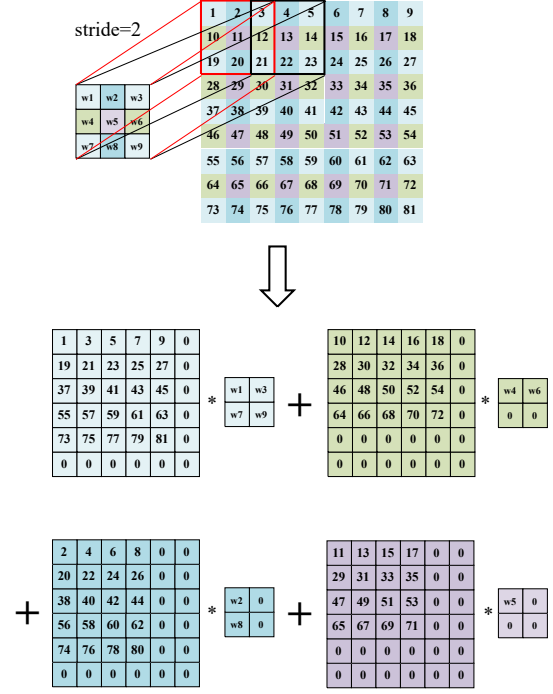 stride=2
1 2 3 4 5 6 7 8 9
10 11 12 13 14 15 16 17 18
19 20 21 22 23 24 25 26 27
28 29 30 31 32 33 34 35 36
37 38 39 40 41 42 43 44 45
46 47 48 49 50 51 52 53 54
55 56 57 58 59 60 61 62 63
64 65 66 67 68 69 70 71 72
73 74 75 76 77 78 79 80 81
w1 w2 w3
w4 w5 w6
w7 w8 w9
1 3 5 7 9 0
19 21 23 25 27 0
37 39 41 43 45 0
55 57 59 61 63 0
73 75 77 79 81 0
0 0 0 0 0 0
*
w1 w3
w7 w9
+
10 12 14 16 18 0
28 30 32 34 36 0
46 48 50 52 54 0
64 66 68 70 72 0
0 0 0 0 0 0
0 0 0 0 0 0
*
w4 w6
0 0
+
2 4 6 8 0 0
20 22 24 26 0 0
38 40 42 44 0 0
56 58 60 62 0 0
74 76 78 80 0 0
0 0 0 0 0 0
*
w2 0
w8 0
+
11 13 15 17 0 0
29 31 33 35 0 0
47 49 51 53 0 0
65 67 69 71 0 0
0 0 0 0 0 0
0 0 0 0 0 0
*
w5 0
0 0